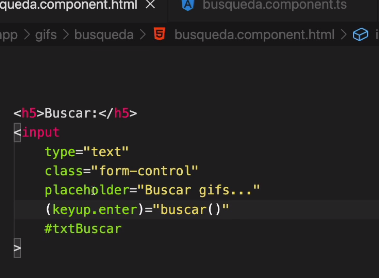 queda.component.html × busqueda.component.ts
app > gifs > busqueda > busqueda.component.html >
<h5>Buscar:</h5>
<input
type="text"
class="form-control"
placeholder="Buscar gifs..."
(keyup.enter)="buscar()"
#txtBuscar
>